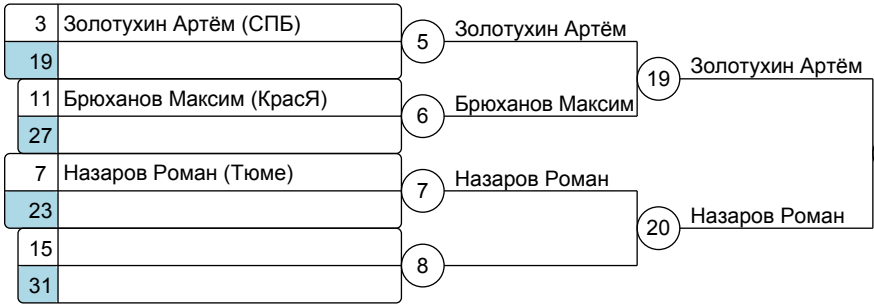 3 Золотухин Артём (СПБ)
19
5 Золотухин Артём
19 Золотухин Артём
11 Брюханов Максим (КрасЯ)
27
6 Брюханов Максим
7 Назаров Роман (Тюме)
23
7 Назаров Роман
20 Назаров Роман
15
31
8